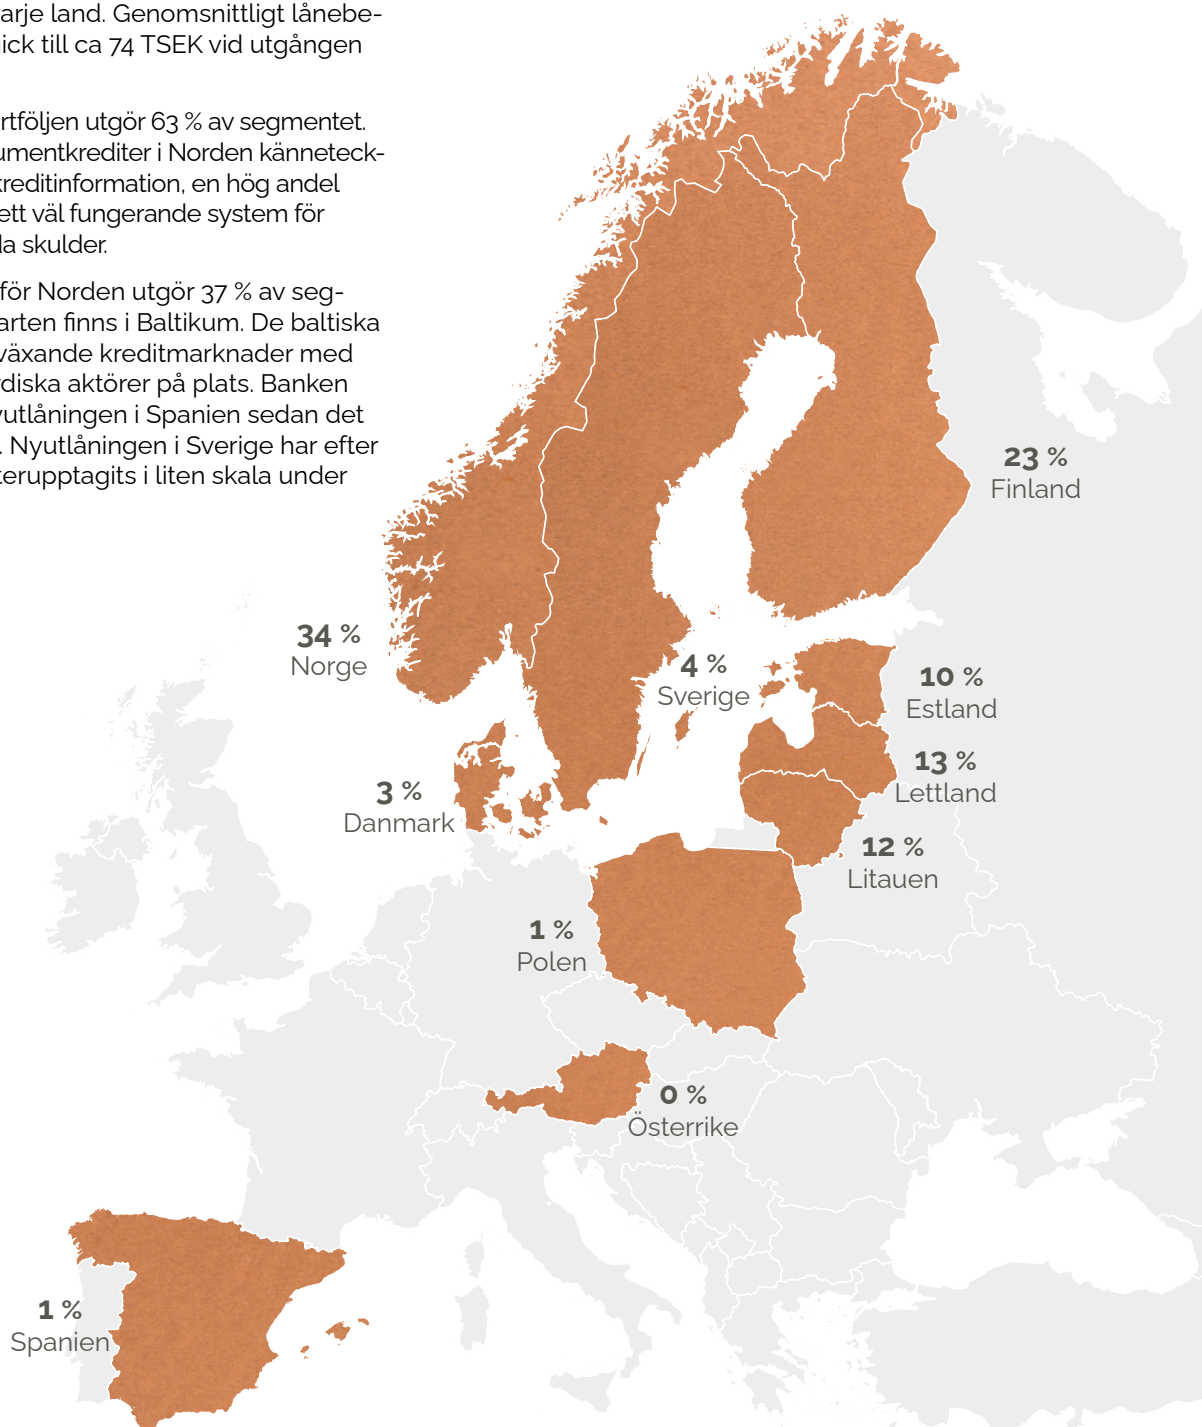 arje land. Genomsnittligt lånebe-
ick till ca 74 TSEK vid utgången
rtföljen utgör 63 % av segmentet.
umentkrediter i Norden känneteck-
kreditinformation, en hög andel
ett väl fungerande system för
da skulder.
för Norden utgör 37 % av seg-
arten finns i Baltikum. De baltiska
växande kreditmarknader med
rdiska aktörer på plats. Banken
yutlåningen i Spanien sedan det
. Nyutlåningen i Sverige har efter
terupptagits i liten skala under
23 %
Finland
34 %
Norge
4 %
Sverige
10 %
Estland
13 %
Lettland
3 %
Danmark
12 %
Litauen
1 %
Polen
0 %
Österrike
1 %
Spanien